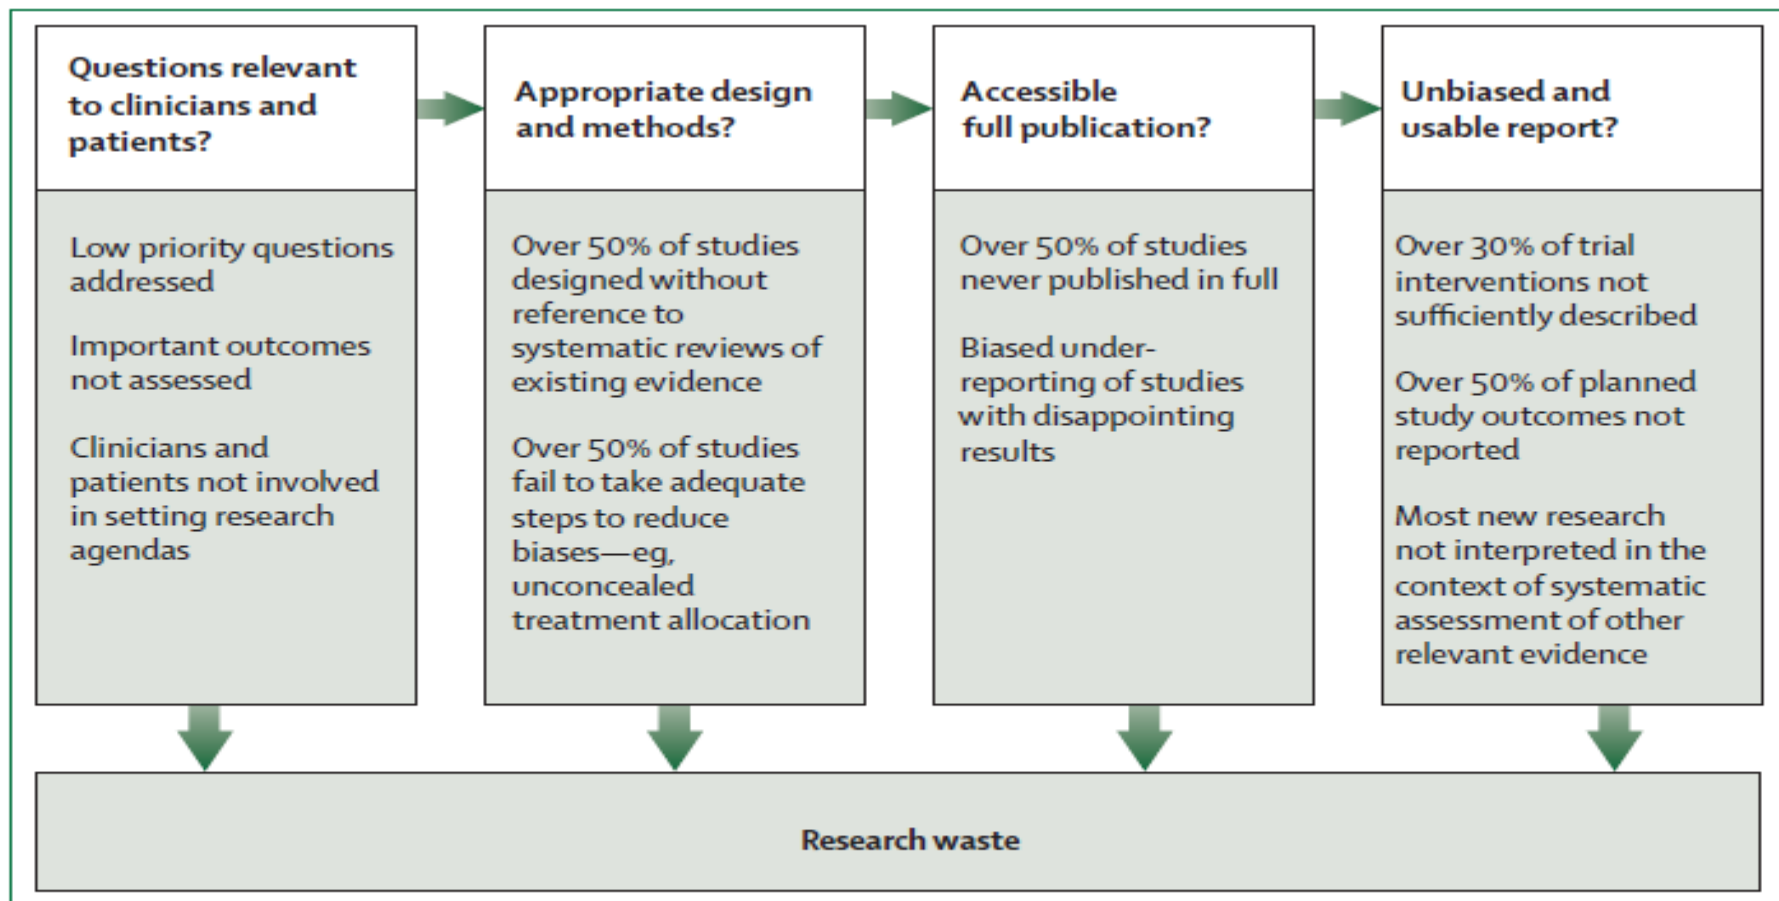 Questions relevant
to clinicians and
patients?
Low priority questions
addressed
Important outcomes
not assessed
Clinicians and
patients not involved
in setting research
agendas
Appropriate design
and methods?
Over 50% of studies
designed without
reference to
systematic reviews of
existing evidence
Over 50% of studies
fail to take adequate
steps to reduce
biases—eg,
unconcealed
treatment allocation
Accessible
full publication?
Over 50% of studies
never published in full
Biased under-
reporting of studies
with disappointing
results
Unbiased and
usable report?
Over 30% of trial
interventions not
sufficiently described
Over 50% of planned
study outcomes not
reported
Most new research
not interpreted in the
context of systematic
assessment of other
relevant evidence
Research waste